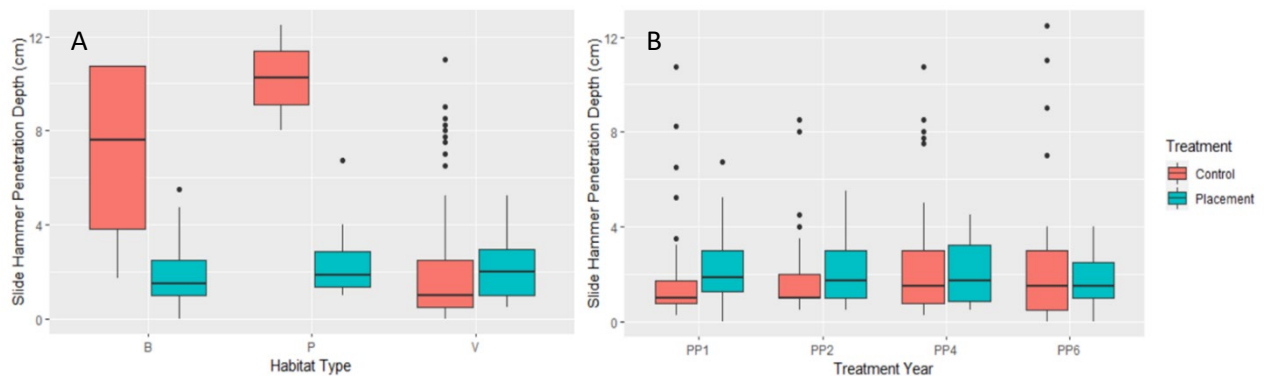 A
Slide Hammer Penetration Depth (cm)
12
8
4
0
B
P
V
Habitat Type
B
Slide Hammer Penetration Depth (cm)
12
8
4
0
PP1
PP2
PP4
PP6
Treatment Year
Treatment
Control
Placement